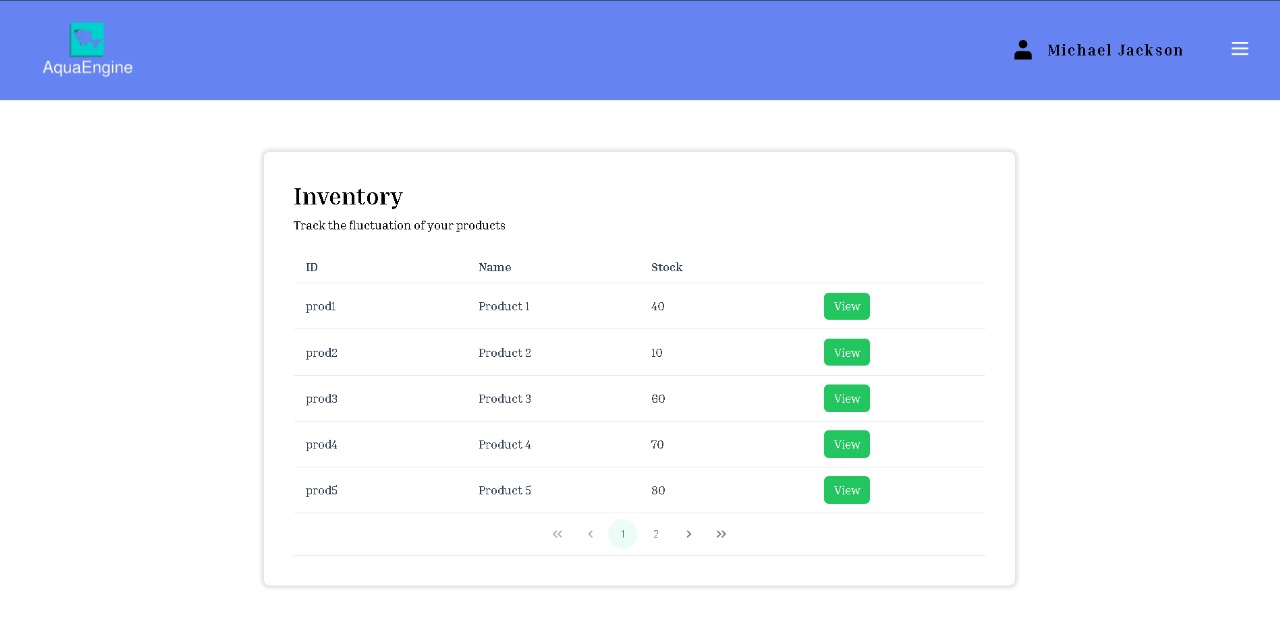 AquaEngine
Michael Jackson
Inventory
Track the fluctuation of your products
ID Name Stock
prod1 Product 1 40 View
prod2 Product 2 10 View
prod3 Product 3 60 View
prod4 Product 4 70 View
prod5 Product 5 80 View
1 2